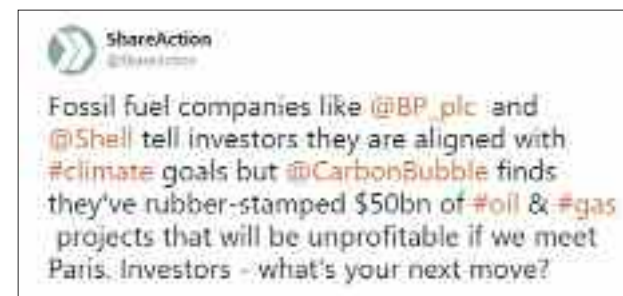 ShareAction
@ShareAction
Fossil fuel companies like @BP_plc and
@Shell tell investors they are aligned with
#climate goals but @CarbonBubble finds
they've rubber-stamped $50bn of #oil & #gas
projects that will be unprofitable if we meet
Paris. Investors - what's your next move?